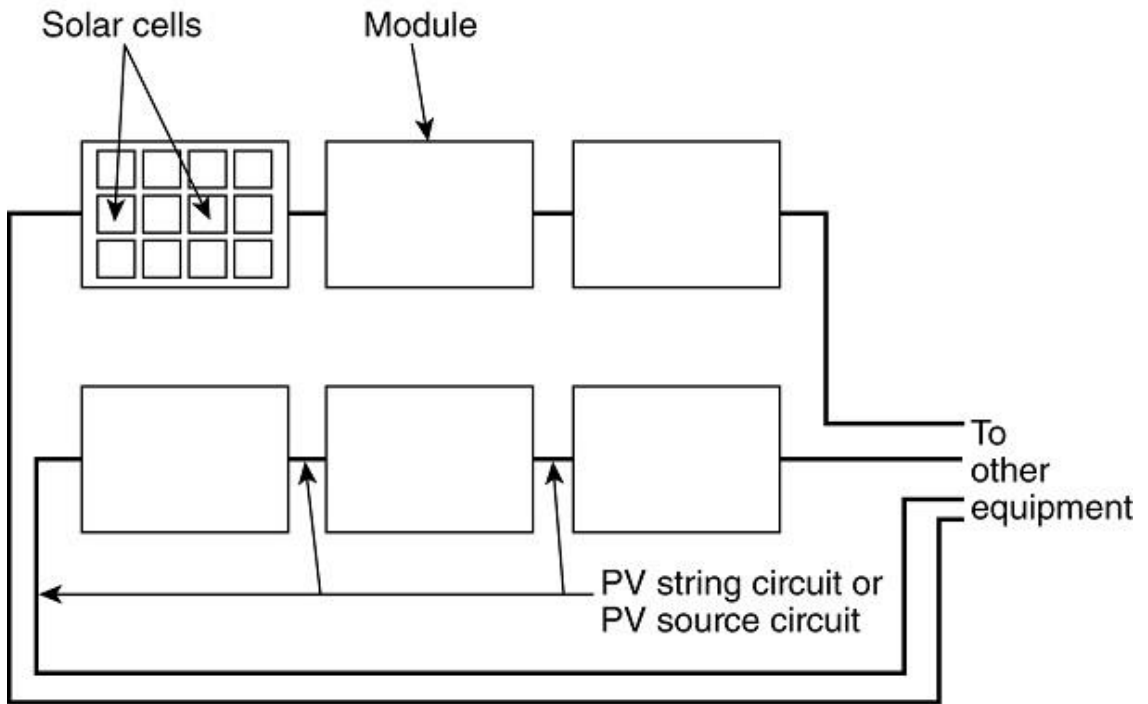 Solar cells
Module
To
other
equipment
PV string circuit or
PV source circuit